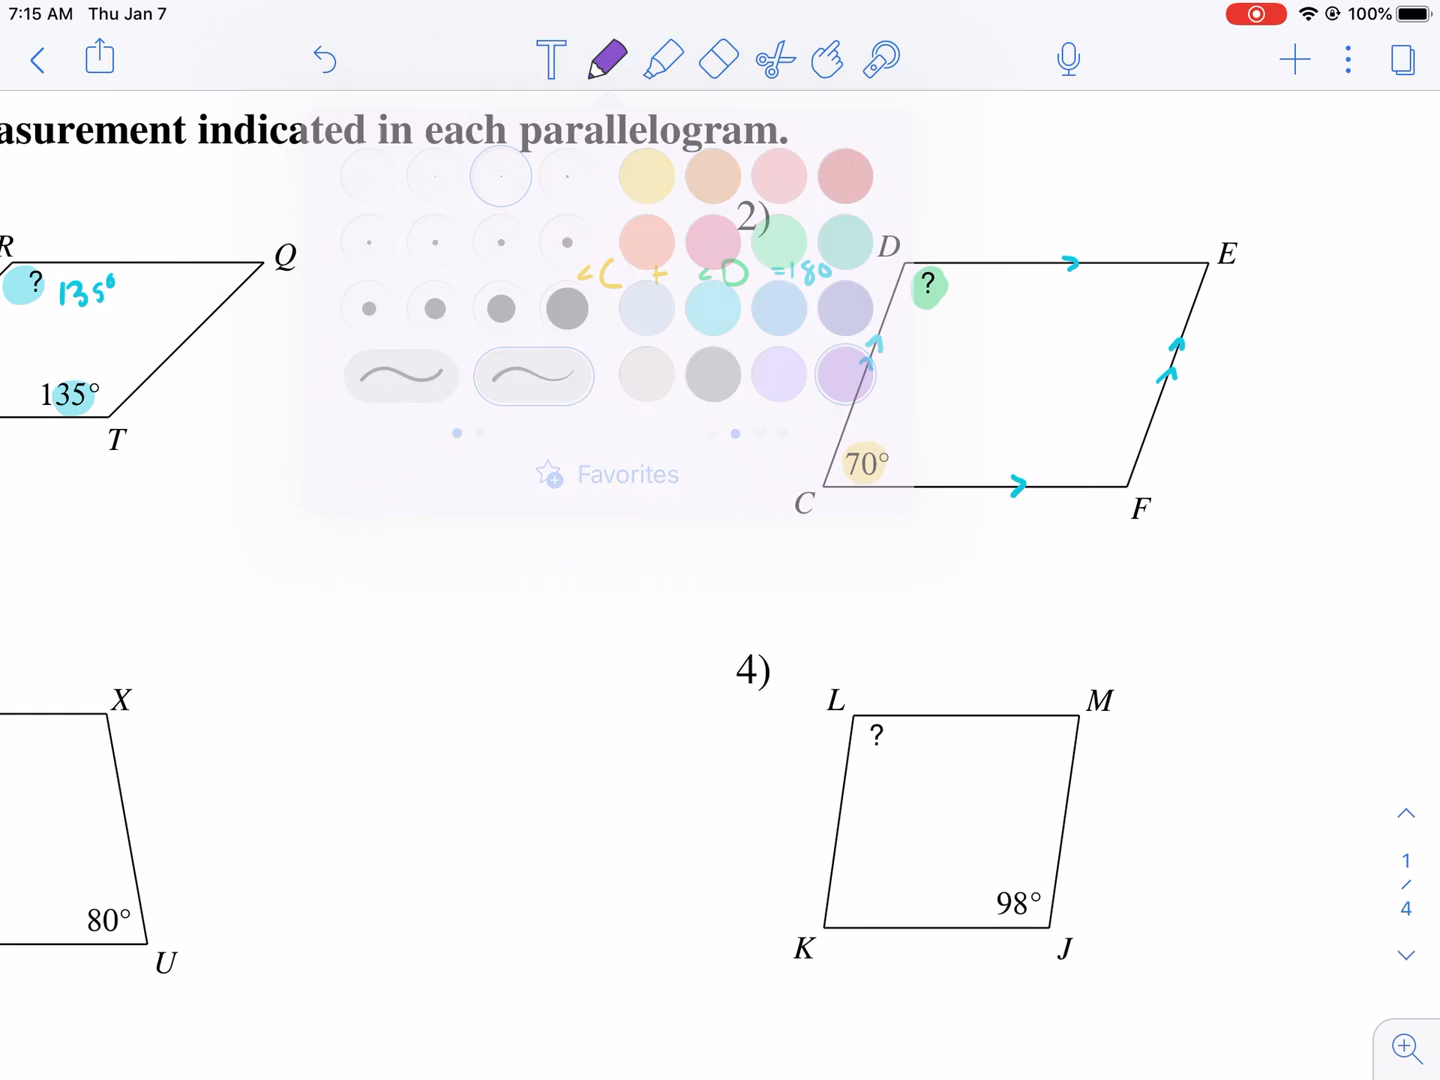 7:15 AM Thu Jan 7
100%
T
asurement indicated in each parallelogram.
R
Q
? 135°
135°
T
2)
D
E
<C + <D =180
?
70°
C
F
Favorites
X
80°
U
4)
L
M
?
98°
K
J
1
/
4